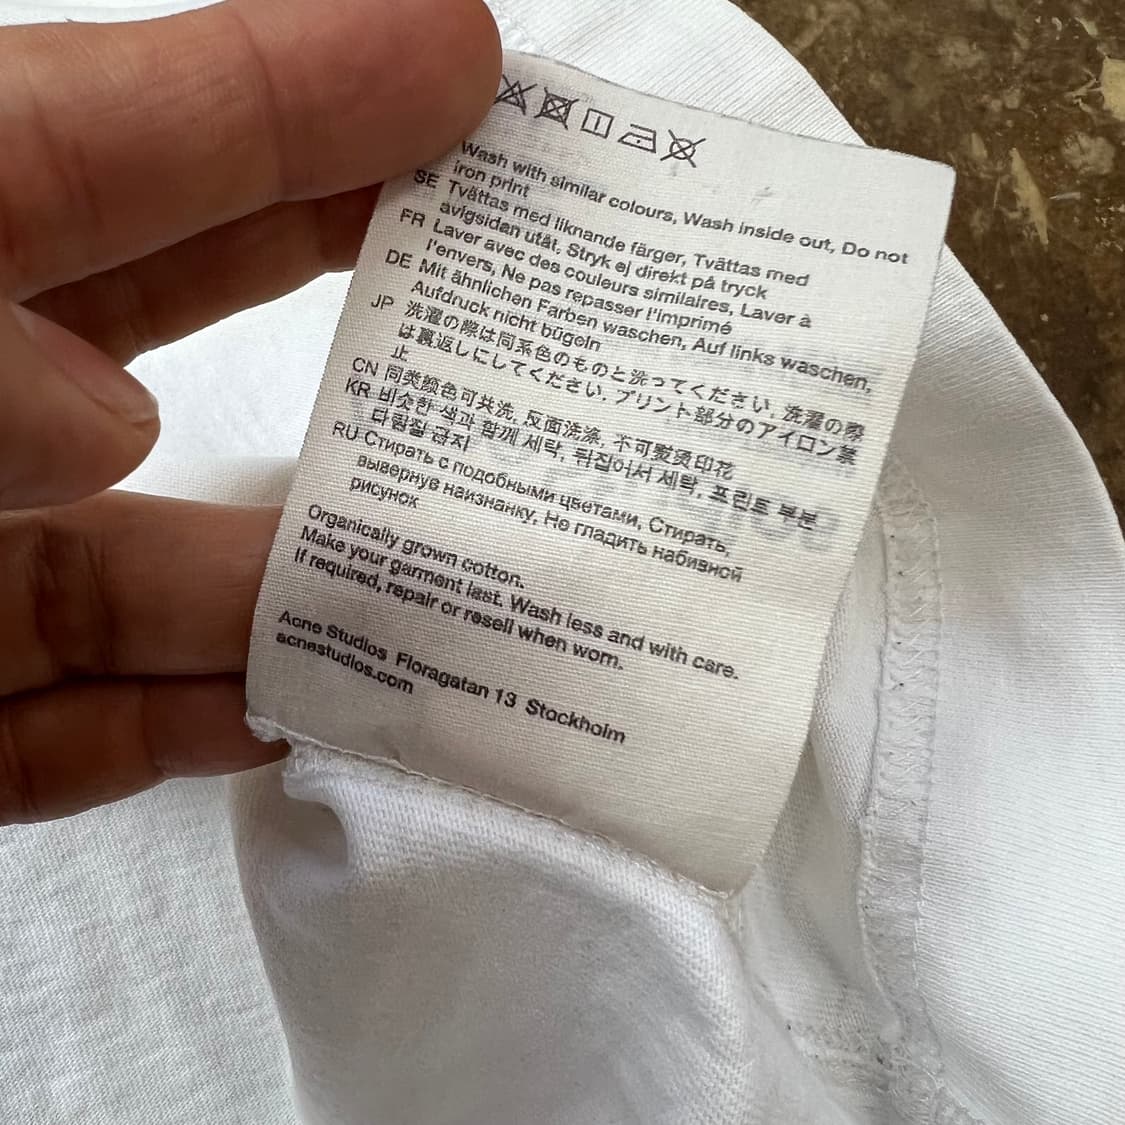 Wash with similar colours, Wash inside out, Do not
iron print
SE Tvättas med liknande färger, Tvättas med
avigsidan utåt, Stryk ej direkt på tryck
FR Laver avec des couleurs similaires, Laver à
l'envers, Ne pas repasser l'imprimé
DE Mit ähnlichen Farben waschen, Auf links waschen,
Aufdruck nicht bügeln
JP 洗濯の際は同系色のものと洗ってください, 洗濯の際
は裏返しにしてください, プリント部分のアイロン禁
止
CN 同类颜色可共洗, 反面洗涤, 不可熨烫印花
KR 비슷한 색과 함께 세탁, 뒤집어서 세탁, 프린트 부분
다림질 금지
RU Стирать с подобными цветами, Стирать,
вывернув наизнанку, Не гладить набивной
рисунок
Organically grown cotton.
Make your garment last. Wash less and with care.
If required, repair or resell when worn.
Acne Studios Floragatan 13 Stockholm
acnestudios.com